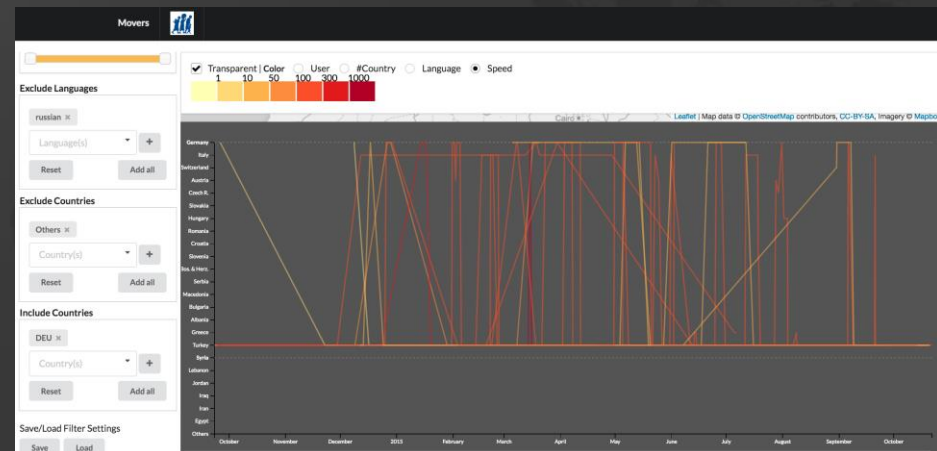 Movers
Transparent | Color User #Country Language Speed
1 10 50 100 300 1000
Cairo
Leaflet | Map data © OpenStreetMap contributors, CC-BY-SA, Imagery © Mapbo
Exclude Languages
russian ×
Language(s) +
Reset Add all
Exclude Countries
Others ×
Country(s) +
Reset Add all
Include Countries
DEU ×
Country(s) +
Reset Add all
Save/Load Filter Settings
Save Load
Germany
Italy
Switzerland
Austria
Czech R.
Slovakia
Hungary
Romania
Croatia
Slovenia
Bos. & Herz.
Serbia
Macedonia
Bulgaria
Albania
Greece
Turkey
Syria
Lebanon
Jordan
Iraq
Iran
Egypt
Others
October November December 2015 February March April May June July August September October